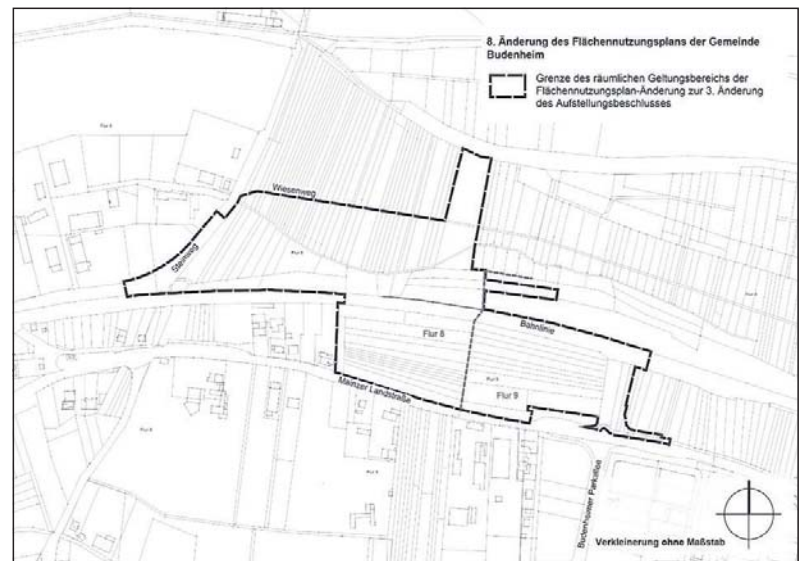 8. Änderung des Flächennutzungsplans der Gemeinde
Budenheim
Grenze des räumlichen Geltungsbereichs der
Flächennutzungsplan-Änderung zur 3. Änderung
des Aufstellungsbeschlusses
Wiesenweg
Steinweg
Flur 8
Bahnlinie
Flur 9
Mainzer Landstraße
Budenheimer Parkallee
Verkleinerung ohne Maßstab